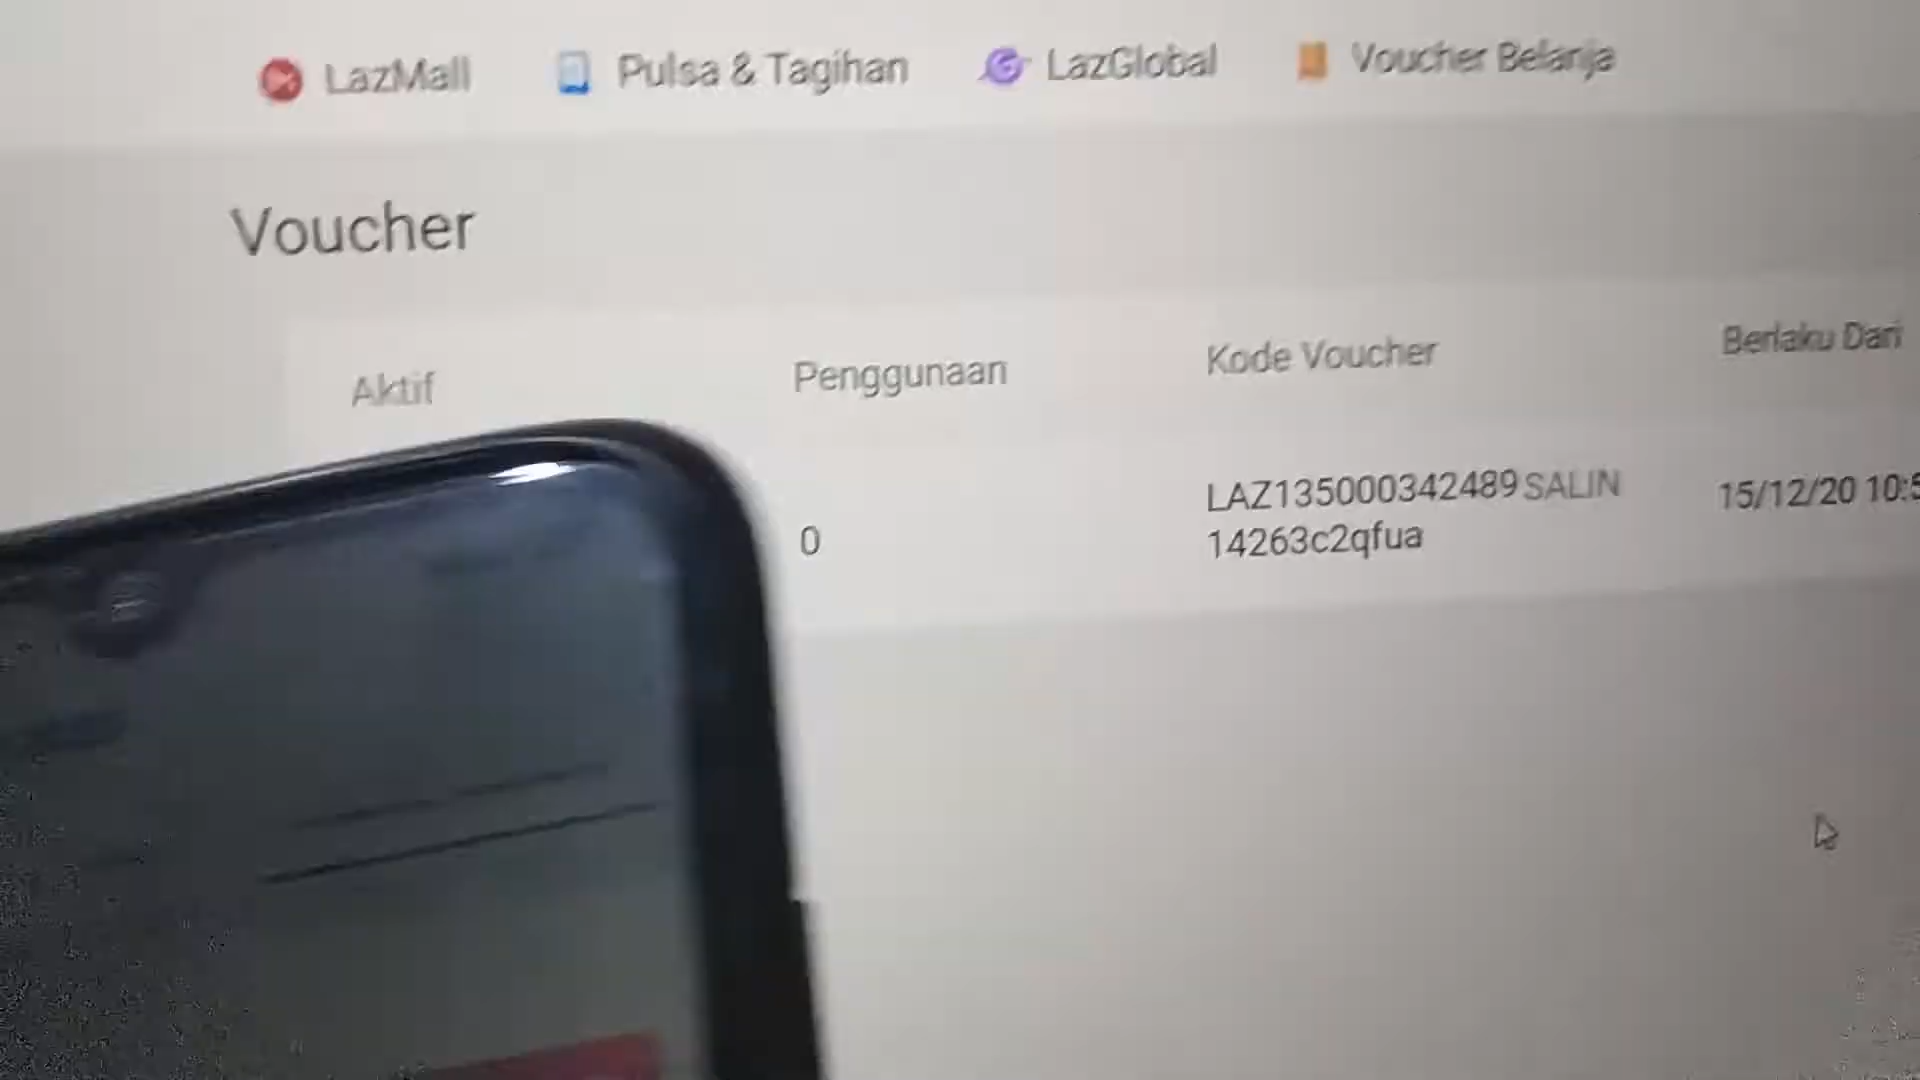 LazMall Pulsa & Tagihan LazGlobal Voucher Belanja
Voucher
Aktif Penggunaan Kode Voucher Berlaku Dari
0 LAZ135000342489 SALIN 15/12/20 10:5
14263c2qfua